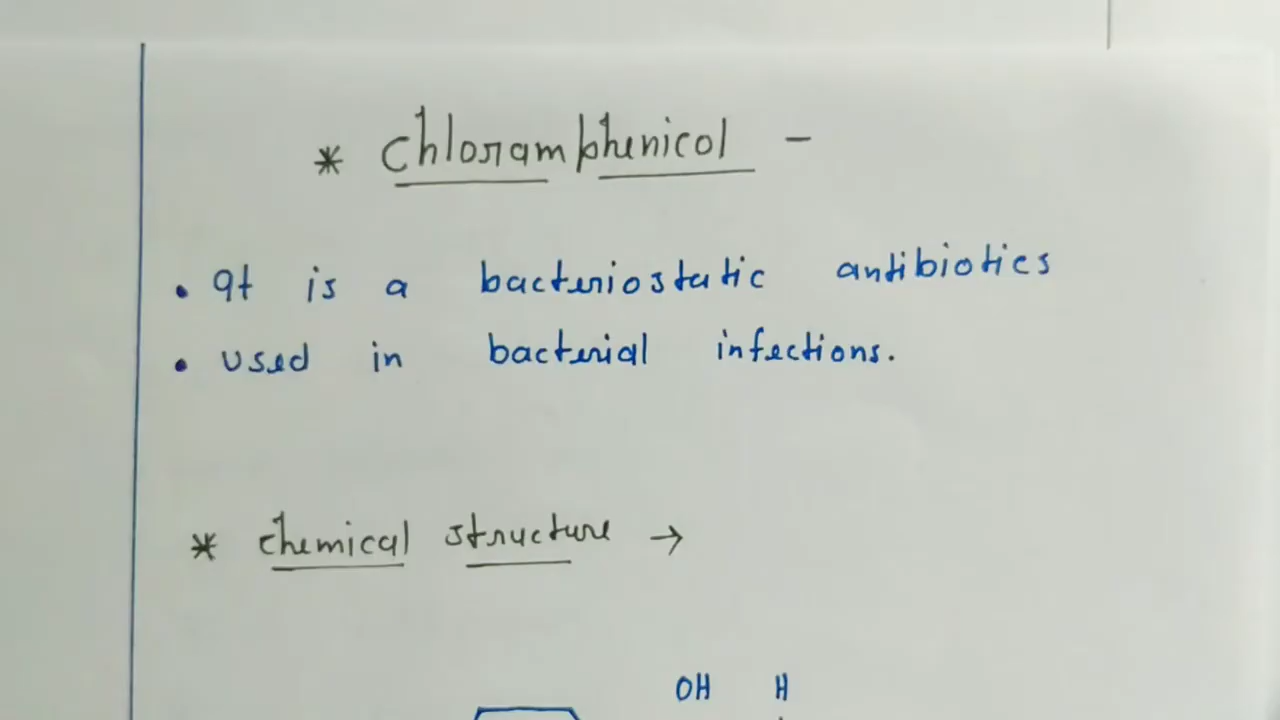 * Chloramphenicol -
• It is a bacteriostatic antibiotics
• used in bacterial infections.
* chemical structure →
OH H